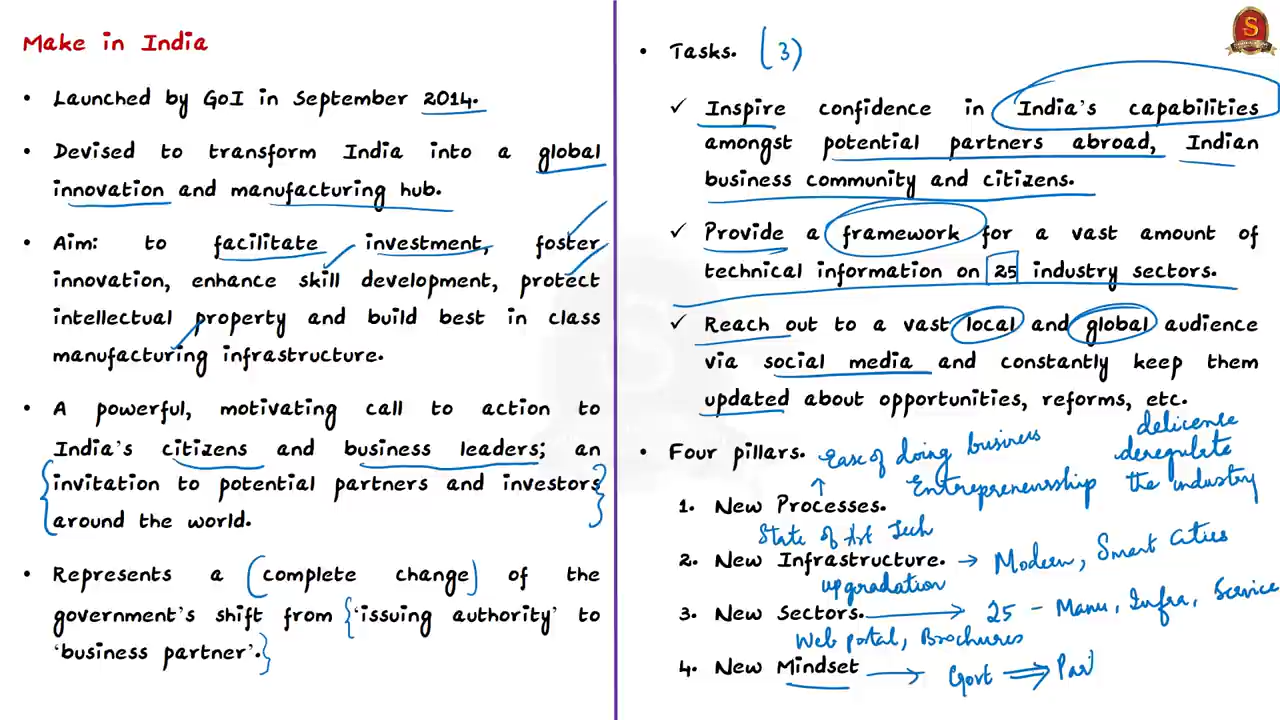 Make in India
• Launched by GoI in September 2014.
• Devised to transform India into a global
innovation and manufacturing hub.
• Aim: to facilitate investment, foster
innovation, enhance skill development, protect
intellectual property and build best in class
manufacturing infrastructure.
• A powerful, motivating call to action to
India's citizens and business leaders; an
invitation to potential partners and investors
around the world.
• Represents a (complete change) of the
government's shift from {'issuing authority' to
'business partner'.}
• Tasks. (3)
✓ Inspire confidence in India's capabilities
amongst potential partners abroad, Indian
business community and citizens.
✓ Provide a framework for a vast amount of
technical information on 25 industry sectors.
✓ Reach out to a vast local and global audience
via social media and constantly keep them
updated about opportunities, reforms, etc.
• Four pillars.
Ease of doing business
delicence
deregulate
the industry
↑ Entrepreneurship
1. New Processes.
State of Art Tech
2. New Infrastructure. → Modern, Smart Cities
upgradation
3. New Sectors. → 25 - Manu, Infra, Service
Web portal, Brochures
4. New Mindset → Govt ⇒ Par
S